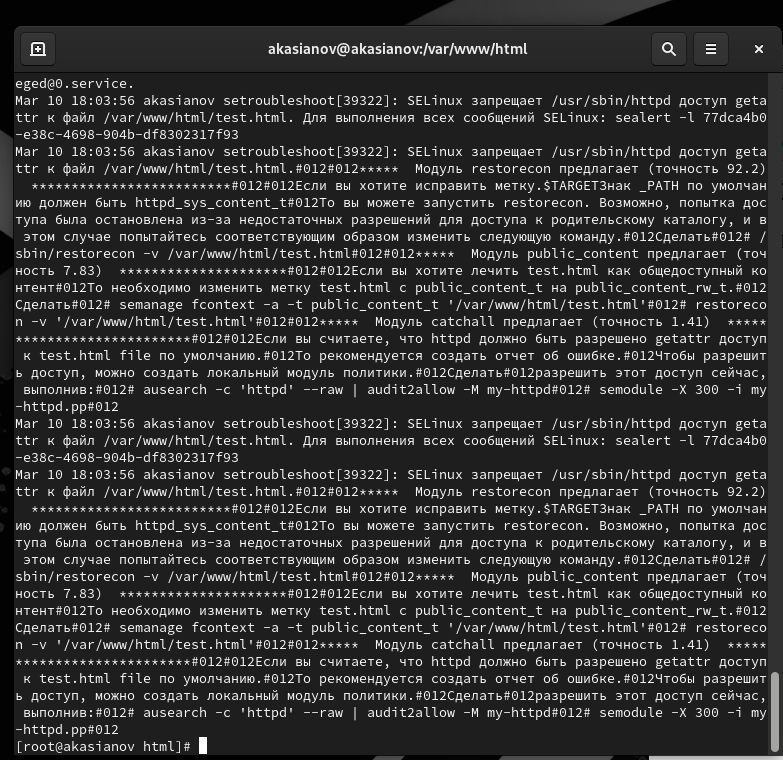 akasianov@akasianov:/var/www/html
eged@0.service.
Mar 10 18:03:56 akasianov setroubleshoot[39322]: SELinux запрещает /usr/sbin/httpd доступ geta
ttr к файл /var/www/html/test.html. Для выполнения всех сообщений SELinux: sealert -l 77dca4b0
-e38c-4698-904b-df8302317f93
Mar 10 18:03:56 akasianov setroubleshoot[39322]: SELinux запрещает /usr/sbin/httpd доступ geta
ttr к файл /var/www/html/test.html.#012#012***** Модуль restorecon предлагает (точность 92.2)
 *************************#012#012Если вы хотите исправить метку.$TARGETЗнак _PATH по умолчан
ию должен быть httpd_sys_content_t#012То вы можете запустить restorecon. Возможно, попытка дос
тупа была остановлена из-за недостаточных разрешений для доступа к родительскому каталогу, и в
 этом случае попытайтесь соответствующим образом изменить следующую команду.#012Сделать#012# /
sbin/restorecon -v /var/www/html/test.html#012#012***** Модуль public_content предлагает (точ
ность 7.83) *********************#012#012Если вы хотите лечить test.html как общедоступный ко
нтент#012То необходимо изменить метку test.html с public_content_t на public_content_rw_t.#012
Сделать#012# semanage fcontext -a -t public_content_t '/var/www/html/test.html'#012# restoreco
n -v '/var/www/html/test.html'#012#012***** Модуль catchall предлагает (точность 1.41) *****
**********************#012#012Если вы считаете, что httpd должно быть разрешено getattr доступ
 к test.html file по умолчанию.#012То рекомендуется создать отчет об ошибке.#012Чтобы разрешит
ь доступ, можно создать локальный модуль политики.#012Сделать#012разрешить этот доступ сейчас,
 выполнив:#012# ausearch -c 'httpd' --raw | audit2allow -M my-httpd#012# semodule -X 300 -i my
-httpd.pp#012
Mar 10 18:03:56 akasianov setroubleshoot[39322]: SELinux запрещает /usr/sbin/httpd доступ geta
ttr к файл /var/www/html/test.html. Для выполнения всех сообщений SELinux: sealert -l 77dca4b0
-e38c-4698-904b-df8302317f93
Mar 10 18:03:56 akasianov setroubleshoot[39322]: SELinux запрещает /usr/sbin/httpd доступ geta
ttr к файл /var/www/html/test.html.#012#012***** Модуль restorecon предлагает (точность 92.2)
 *************************#012#012Если вы хотите исправить метку.$TARGETЗнак _PATH по умолчан
ию должен быть httpd_sys_content_t#012То вы можете запустить restorecon. Возможно, попытка дос
тупа была остановлена из-за недостаточных разрешений для доступа к родительскому каталогу, и в
 этом случае попытайтесь соответствующим образом изменить следующую команду.#012Сделать#012# /
sbin/restorecon -v /var/www/html/test.html#012#012***** Модуль public_content предлагает (точ
ность 7.83) *********************#012#012Если вы хотите лечить test.html как общедоступный ко
нтент#012То необходимо изменить метку test.html с public_content_t на public_content_rw_t.#012
Сделать#012# semanage fcontext -a -t public_content_t '/var/www/html/test.html'#012# restoreco
n -v '/var/www/html/test.html'#012#012***** Модуль catchall предлагает (точность 1.41) *****
**********************#012#012Если вы считаете, что httpd должно быть разрешено getattr доступ
 к test.html file по умолчанию.#012То рекомендуется создать отчет об ошибке.#012Чтобы разрешит
ь доступ, можно создать локальный модуль политики.#012Сделать#012разрешить этот доступ сейчас,
 выполнив:#012# ausearch -c 'httpd' --raw | audit2allow -M my-httpd#012# semodule -X 300 -i my
-httpd.pp#012
[root@akasianov html]#